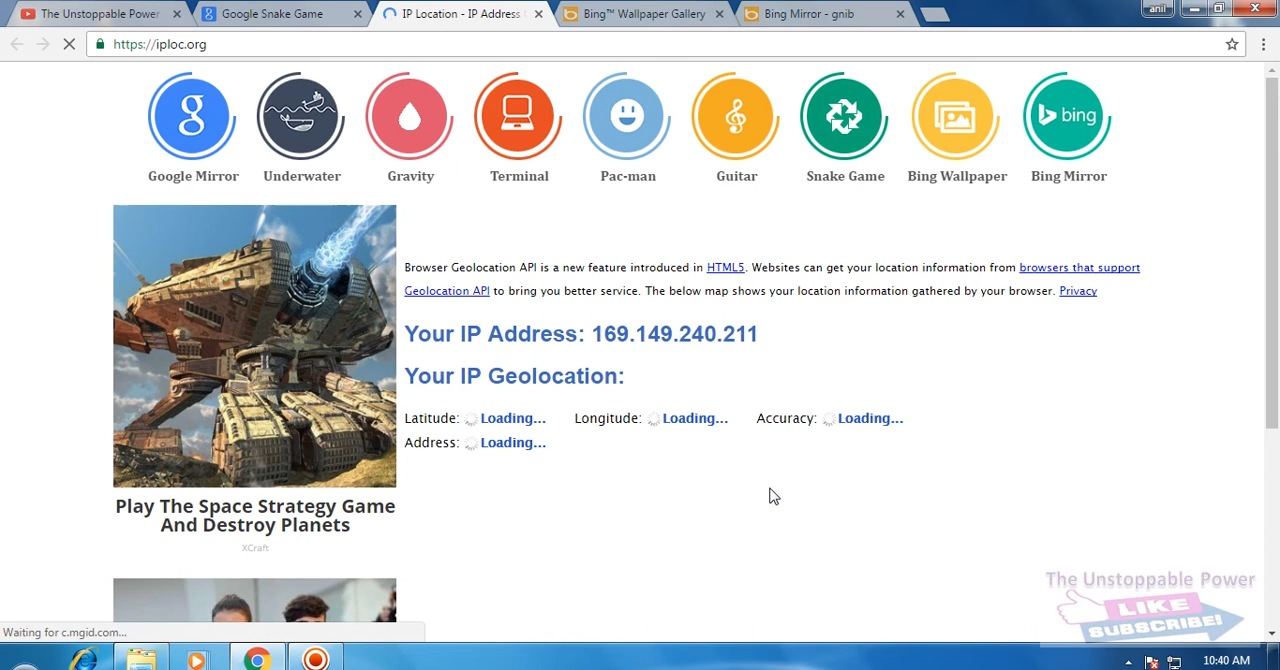 The Unstoppable Power
Google Snake Game
IP Location - IP Address
Bing™ Wallpaper Gallery
Bing Mirror - gnib
anil
https://iploc.org
g
bing
Google Mirror
Underwater
Gravity
Terminal
Pac-man
Guitar
Snake Game
Bing Wallpaper
Bing Mirror
Browser Geolocation API is a new feature introduced in HTML5. Websites can get your location information from browsers that support
Geolocation API to bring you better service. The below map shows your location information gathered by your browser. Privacy
Your IP Address: 169.149.240.211
Your IP Geolocation:
Latitude: Loading... Longitude: Loading... Accuracy: Loading...
Address: Loading...
Play The Space Strategy Game
And Destroy Planets
XCraft
The Unstoppable Power
LIKE
SUBSCRIBE!
Waiting for c.mgid.com...
10:40 AM